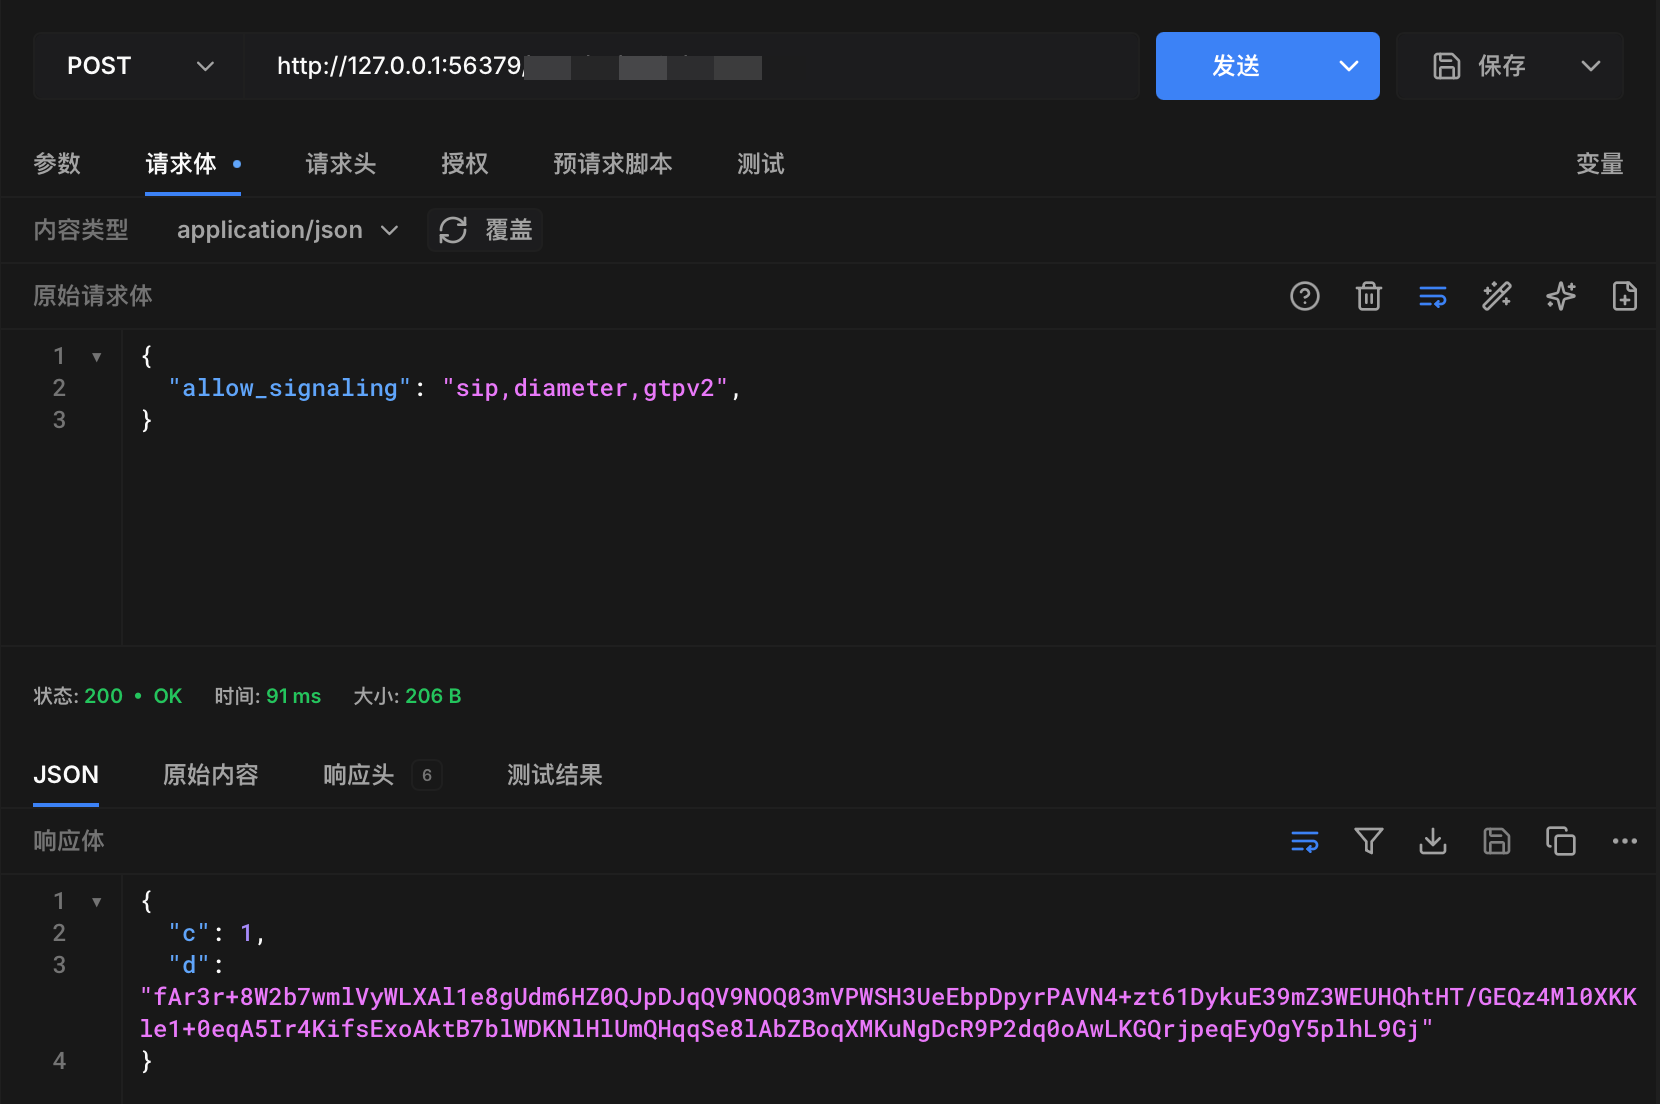 POST http://127.0.0.1:56379/ 发送 保存
参数 请求体 请求头 授权 预请求脚本 测试 变量
内容类型 application/json 覆盖
原始请求体
1 {
2 "allow_signaling": "sip,diameter,gtpv2",
3 }
状态: 200 • OK 时间: 91 ms 大小: 206 B
JSON 原始内容 响应头 6 测试结果
响应体
1 {
2 "c": 1,
3 "d":
"fAr3r+8W2b7wmlVyWLXAl1e8gUdm6HZ0QJpDJqQV9NOQ03mVPWSH3UeEbpDpyrPAVN4+zt61DykuE39mZ3WEUHQhtHT/GEQz4Ml0XKK
le1+0eqA5Ir4KifsExoAktB7blWDKNlHlUmQHqqSe8lAbZBoqXMKuNgDcR9P2dq0oAwLKGQrjpeqEyOgY5plhL9Gj"
4 }